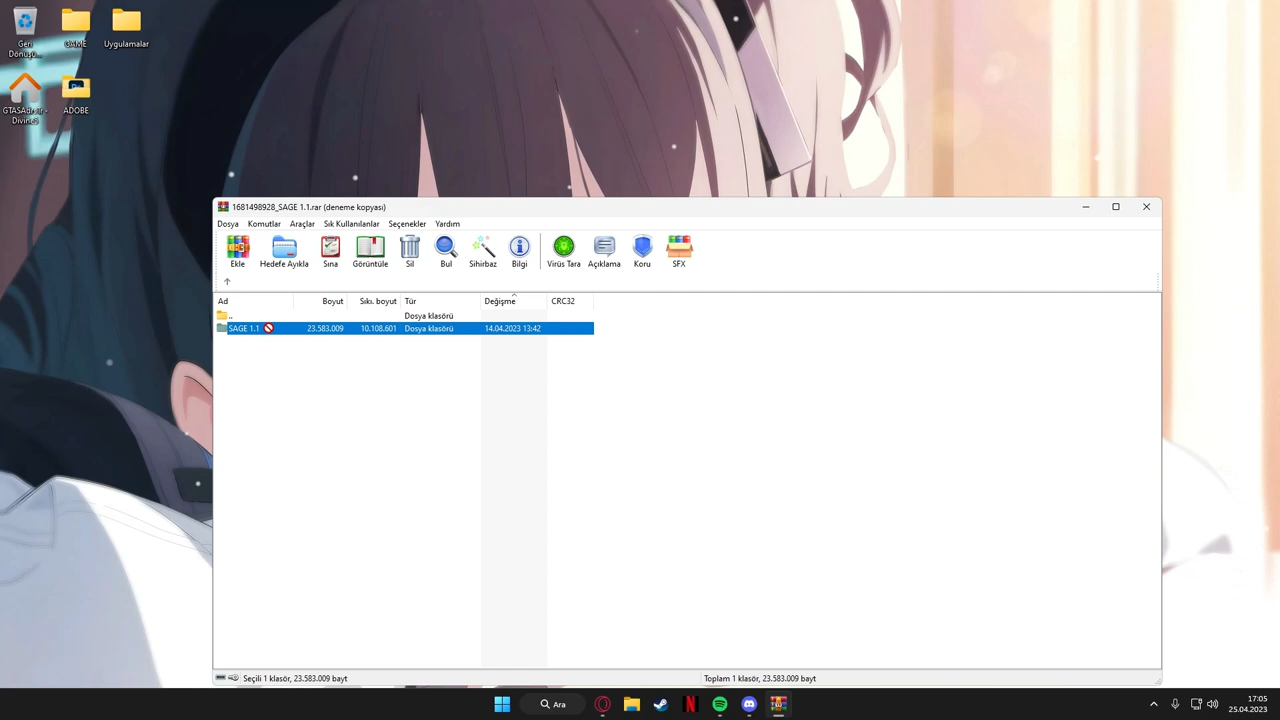 Geri Dönüşü...
GAME
Uygulamalar
ADOBE
1681498928_SAGE 1.1.rar (deneme kopyası)
Dosya Komutlar Araçlar Sık Kullanılanlar Seçenekler Yardım
Ekle Hedefe Ayıkla Sına Görüntüle Sil Bul Sihirbaz Bilgi Virüs Tara Açıklama Koru SFX
Ad Boyut Sıkı. boyut Tür Değişme CRC32
.. Dosya klasörü
SAGE 1.1 23.583.009 10.108.601 Dosya klasörü 14.04.2023 13:42
Seçili 1 klasör, 23.583.009 bayt Toplam 1 klasör, 23.583.009 bayt
Ara
17:05
25.04.2023